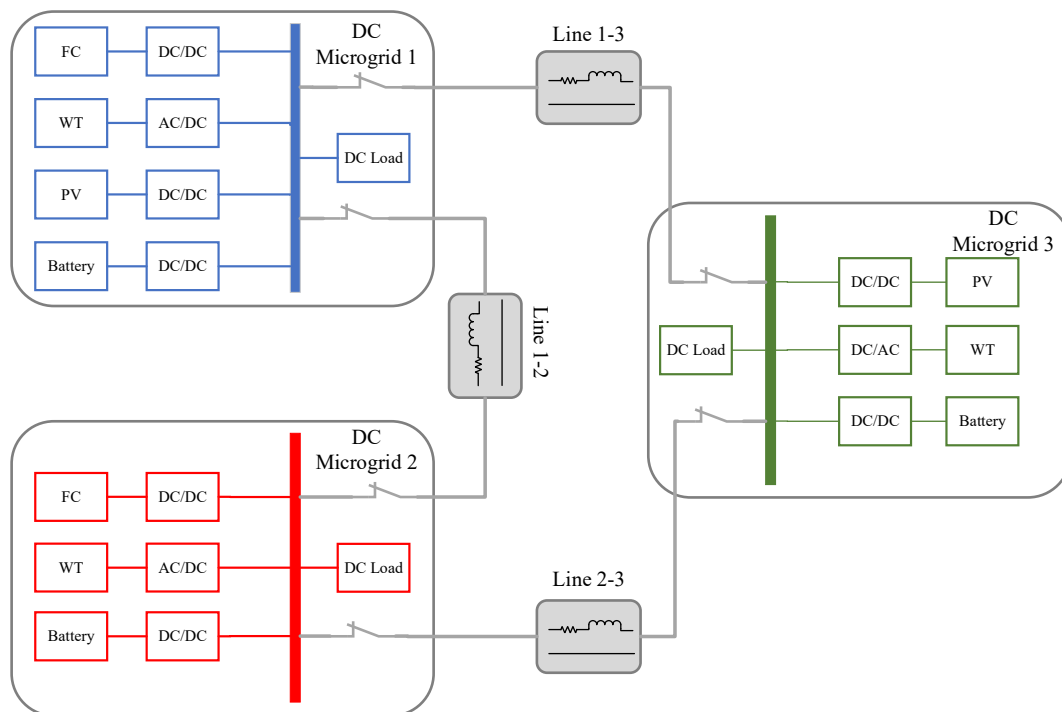 DC
Microgrid 1
FC
DC/DC
WT
AC/DC
DC Load
PV
DC/DC
Battery
DC/DC
Line 1-3
Line 1-2
DC
Microgrid 3
DC/DC
PV
DC Load
DC/AC
WT
DC/DC
Battery
DC
Microgrid 2
FC
DC/DC
WT
AC/DC
DC Load
Battery
DC/DC
Line 2-3